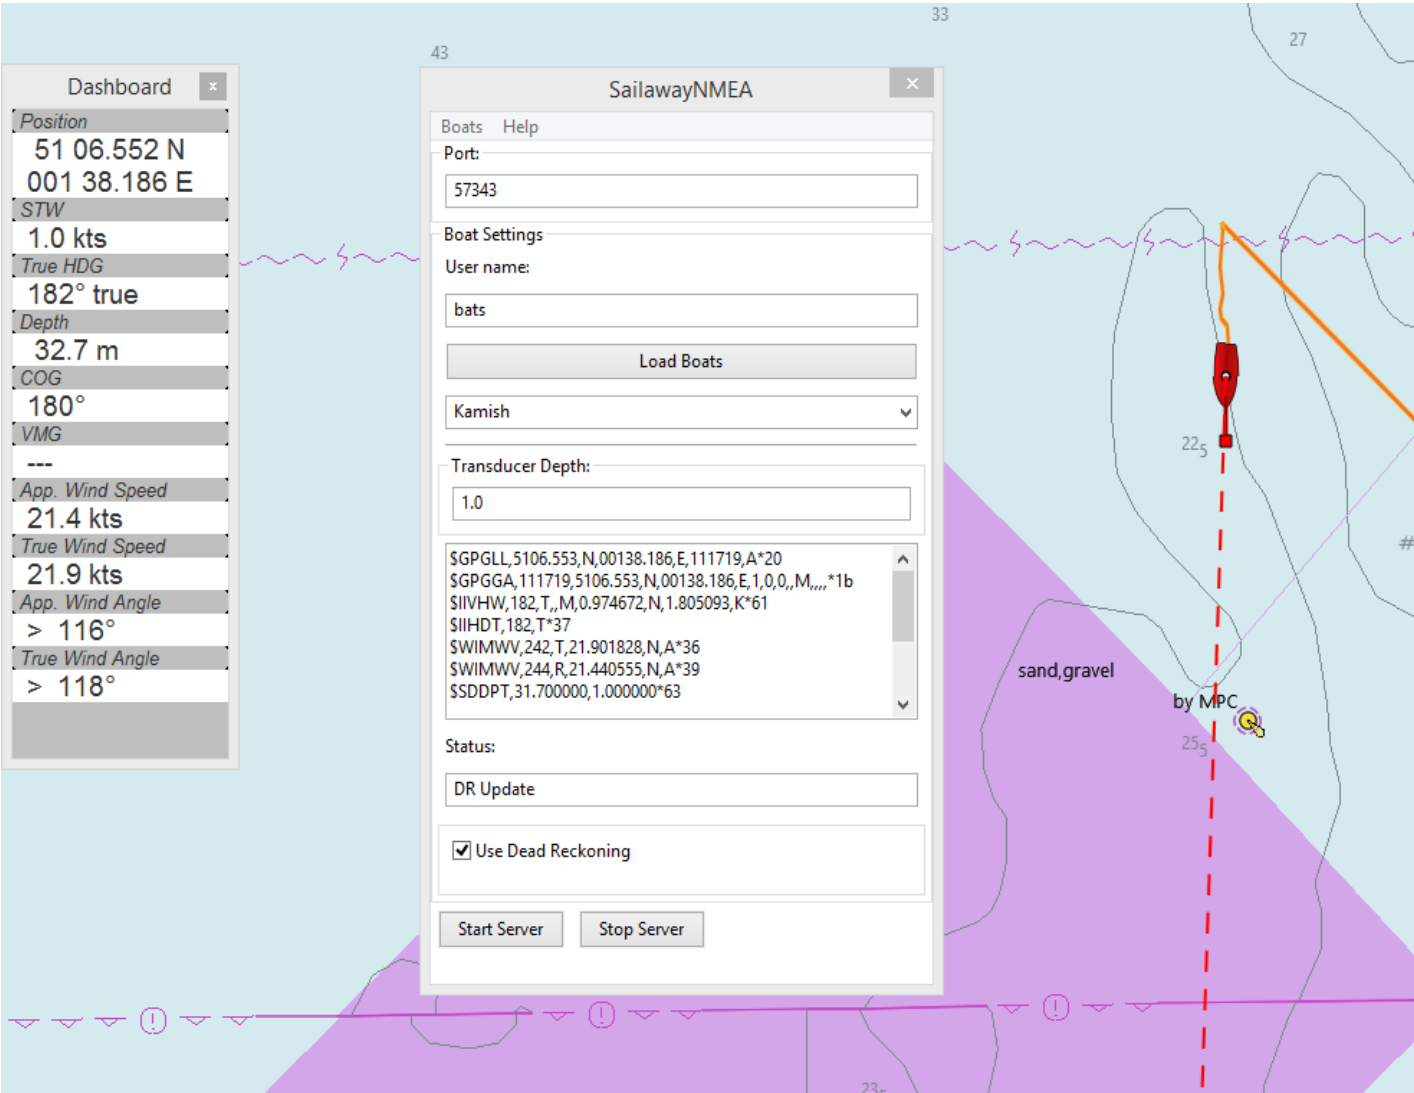 33
27
43
Dashboard
x
Position
51 06.552 N
001 38.186 E
STW
1.0 kts
True HDG
182° true
Depth
32.7 m
COG
180°
VMG
---
App. Wind Speed
21.4 kts
True Wind Speed
21.9 kts
App. Wind Angle
> 116°
True Wind Angle
> 118°
SailawayNMEA
Boats Help
Port:
57343
Boat Settings
User name:
bats
Load Boats
Kamish
Transducer Depth:
1.0
$GPGLL,5106.553,N,00138.186,E,111719,A*20
$GPGGA,111719,5106.553,N,00138.186,E,1,0,0,,M,,,,*1b
$IIVHW,182,T,,M,0.974672,N,1.805093,K*61
$IIHDT,182,T*37
$WIMWV,242,T,21.901828,N,A*36
$WIMWV,244,R,21.440555,N,A*39
$SDDPT,31.700000,1.000000*63
Status:
DR Update
Use Dead Reckoning
Start Server Stop Server
22₅
#
sand,gravel
by MPC
25₅
23₅